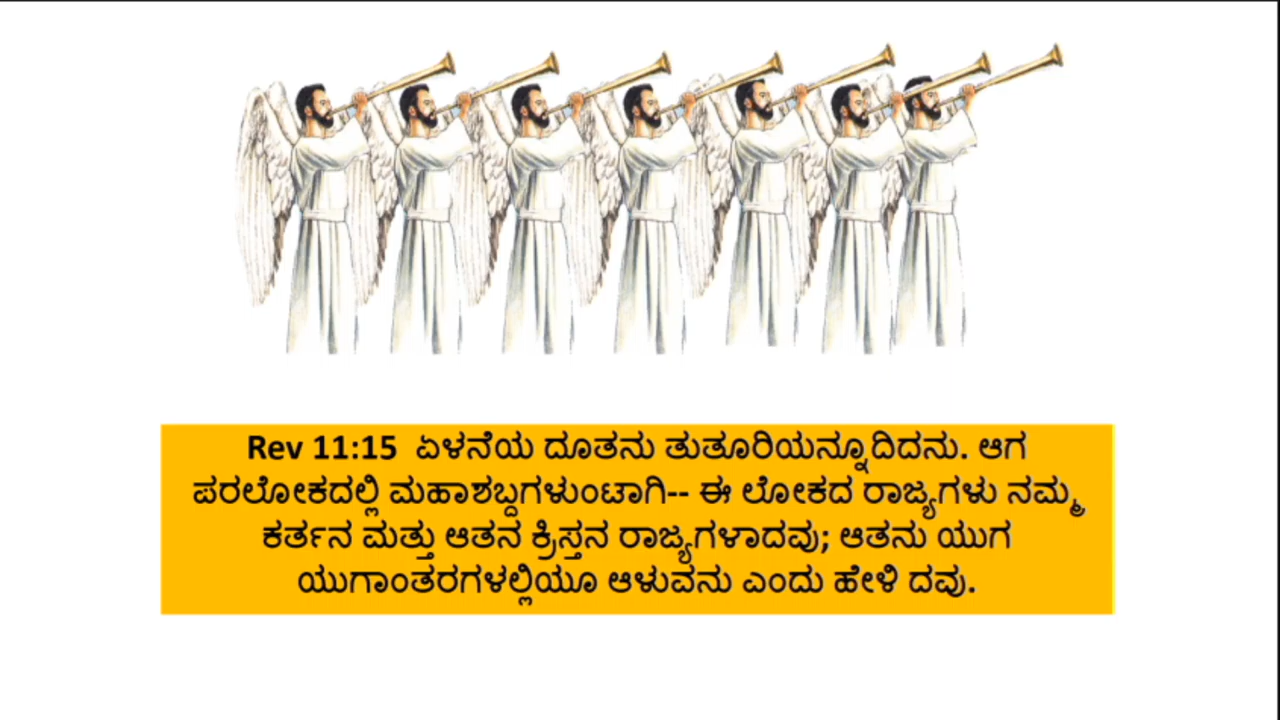 Rev 11:15 ಏಳನೆಯ ದೂತನು ತುತೂರಿಯನ್ನೂದಿದನು. ಆಗ
ಪರಲೋಕದಲ್ಲಿ ಮಹಾಶಬ್ದಗಳುಂಟಾಗಿ-- ಈ ಲೋಕದ ರಾಜ್ಯಗಳು ನಮ್ಮ
ಕರ್ತನ ಮತ್ತು ಆತನ ಕ್ರಿಸ್ತನ ರಾಜ್ಯಗಳಾದವು; ಆತನು ಯುಗ
ಯುಗಾಂತರಗಳಲ್ಲಿಯೂ ಆಳುವನು ಎಂದು ಹೇಳಿ ದವು.